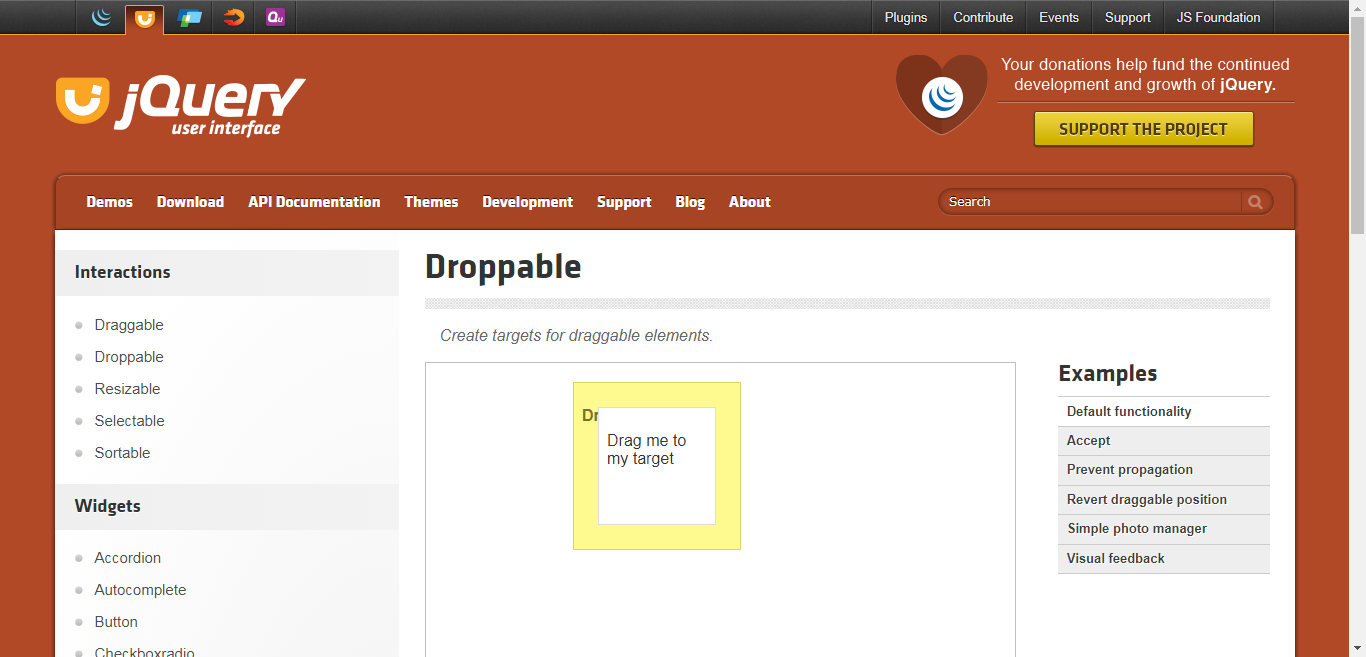 Qu
Plugins
Contribute
Events
Support
JS Foundation
jQuery
user interface
Your donations help fund the continued
development and growth of jQuery.
SUPPORT THE PROJECT
Demos
Download
API Documentation
Themes
Development
Support
Blog
About
Search
Interactions
Draggable
Droppable
Resizable
Selectable
Sortable
Widgets
Accordion
Autocomplete
Button
Checkboxradio
Droppable
Create targets for draggable elements.
Dr
Drag me to
my target
Examples
Default functionality
Accept
Prevent propagation
Revert draggable position
Simple photo manager
Visual feedback